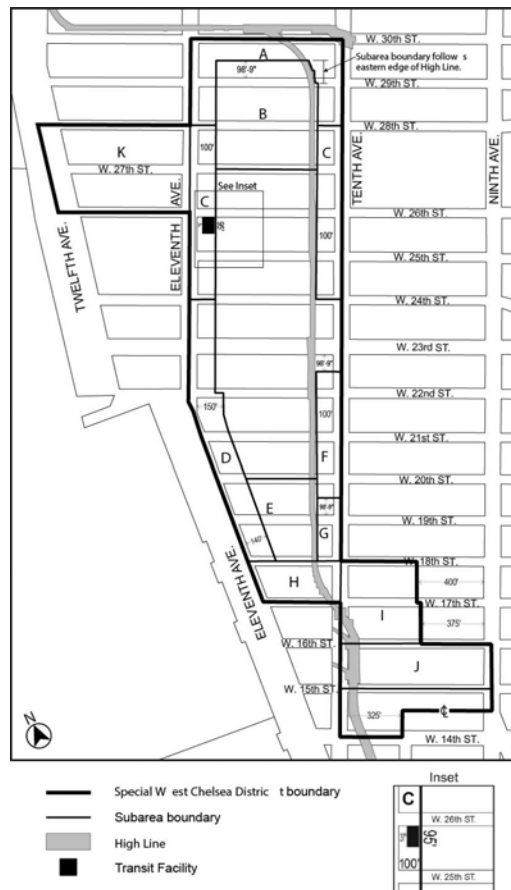 W. 30th ST.
A
Subarea boundary follow s
eastern edge of High Line.
98'-9"
W. 29th ST.
B
W. 28th ST.
K
100'
C
W. 27th ST.
TWELFTH AVE.
ELEVENTH AVE.
TENTH AVE.
NINTH AVE.
See Inset
C
W. 26th ST.
100'
W. 25th ST.
W. 24th ST.
W. 23rd ST.
98'-9"
W. 22nd ST.
150'
100'
W. 21st ST.
D
F
W. 20th ST.
E
98'-9"
W. 19th ST.
140'
G
W. 18th ST.
H
400'
W. 17th ST.
I
375'
ELEVENTH AVE.
W. 16th ST.
J
W. 15th ST.
325'
W. 14th ST.
N
Special W est Chelsea Distric t boundary
Subarea boundary
High Line
Transit Facility
Inset
C
W. 26th ST.
95'
100'
W. 25th ST.